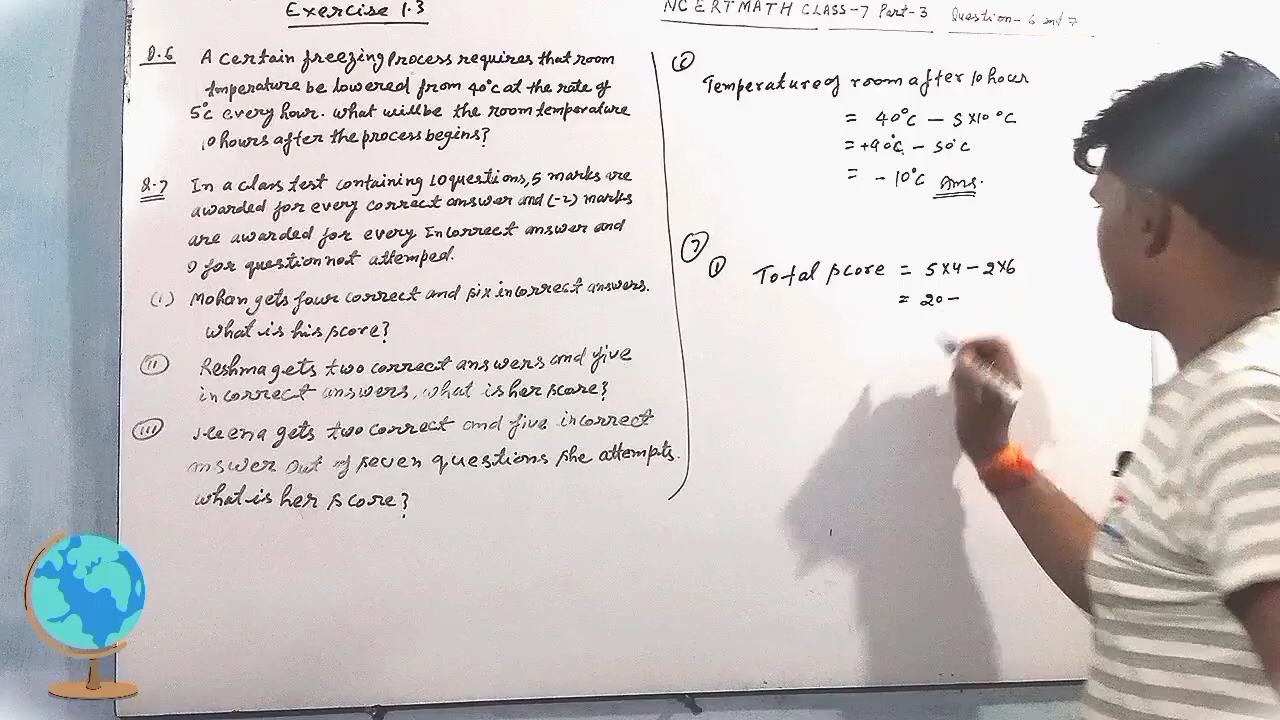 Exercise 1.3
NCERT MATH CLASS-7 Part-3 Question-6 and 7
Q.6 A certain freezing Process requires that room
tmperature be lowered from 40°C at the rate of
5°C every hour. what will be the room temperature
10 hours after the process begins?
Q.7 In a class test containing 10 questions, 5 marks are
awarded for every correct answer and (-2) marks
are awarded for every Incorrect answer and
0 for question not attemped.
(i) Mohan gets four correct and six incorrect answers.
what is his score?
(ii) Reshma gets two correct answers and five
incorrect answers, what is her score?
(iii) Heena gets two correct and five incorrect
answer out of seven questions she attempts.
what is her score?
6
Temperature of room after 10 hours
= 40°C - 5×10°C
= +40°C - 50°C
= -10°C Ans.
7
(i) Total score = 5×4-2×6
= 20-